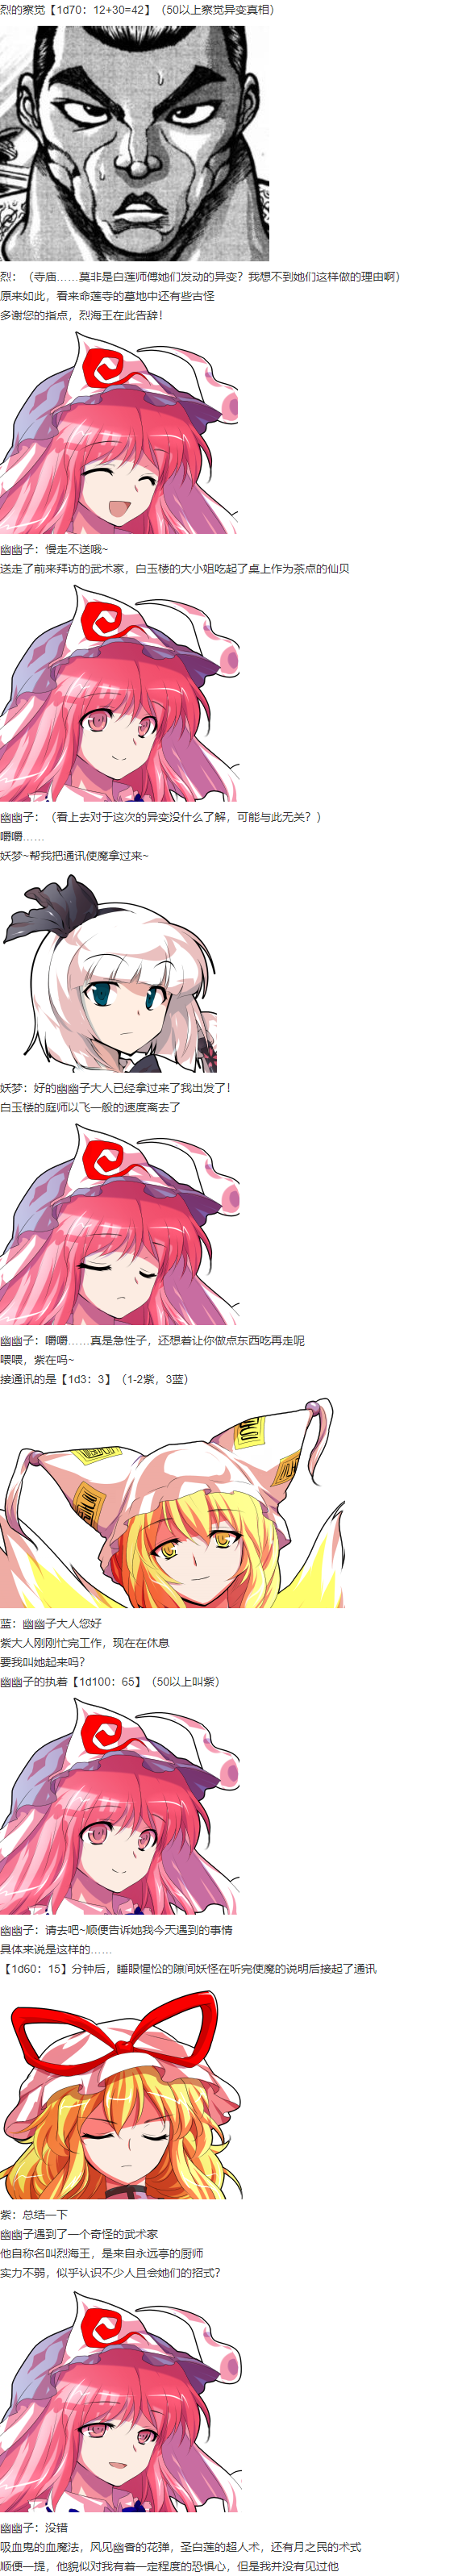 烈的察觉【1d70：12+30=42】（50以上察觉异变真相）
烈：（寺庙……莫非是白莲师傅她们发动的异变？我想不到她们这样做的理由啊）
原来如此，看来命莲寺的墓地中还有些古怪
多谢您的指点，烈海王在此告辞！
幽幽子：慢走不送哦~
送走了前来拜访的武术家，白玉楼的大小姐吃起了桌上作为茶点的仙贝
幽幽子：（看上去对于这次的异变没什么了解，可能与此无关？）
嚼嚼……
妖梦~帮我把通讯使魔拿过来~
妖梦：好的幽幽子大人已经拿过来了我出发了！
白玉楼的庭师以飞一般的速度离去了
幽幽子：嚼嚼……真是急性子，还想着让你做点东西吃再走呢
喂喂，紫在吗~
接通讯的是【1d3：3】（1-2紫，3蓝）
蓝：幽幽子大人您好
紫大人刚刚忙完工作，现在在休息
要我叫她起来吗？
幽幽子的执着【1d100：65】（50以上叫紫）
幽幽子：请去吧~顺便告诉她我今天遇到的事情
具体来说是这样的……
【1d60：15】分钟后，睡眼惺忪的隙间妖怪在听完使魔的说明后接起了通讯
紫：总结一下
幽幽子遇到了一个奇怪的武术家
他自称名叫烈海王，是来自永远亭的厨师
实力不弱，似乎认识不少人且会她们的招式？
幽幽子：没错
吸血鬼的血魔法，风见幽香的花弹，圣白莲的超人术，还有月之民的术式
顺便一提，他貌似对我有着一定程度的恐惧心，但是我并没有见过他